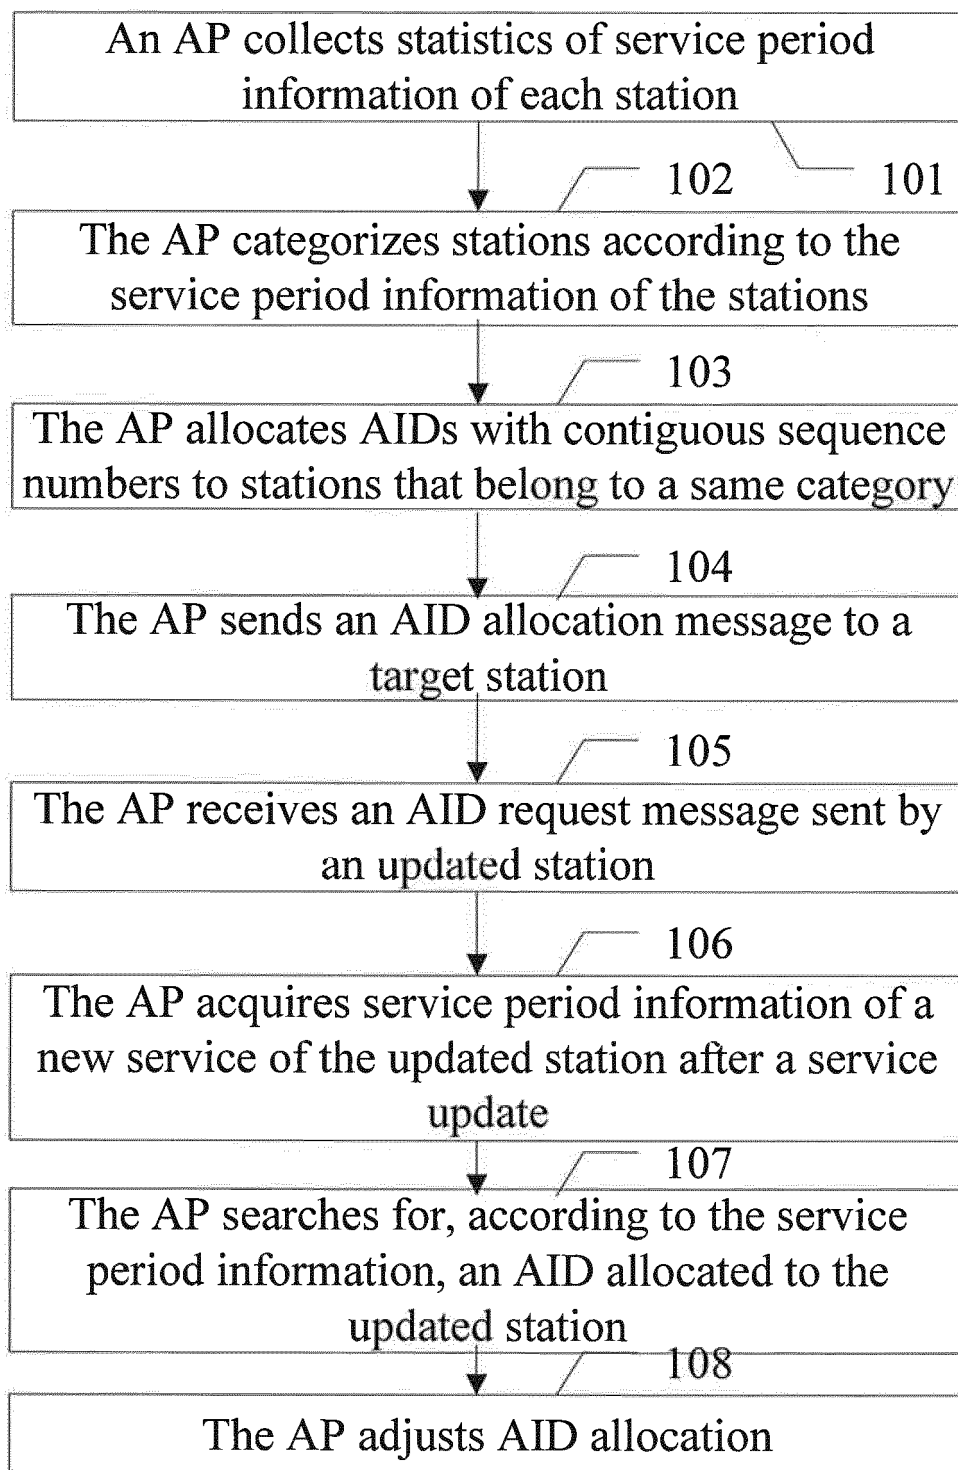 An AP collects statistics of service period
information of each station
101
102
The AP categorizes stations according to the
service period information of the stations
103
The AP allocates AIDs with contiguous sequence
numbers to stations that belong to a same category
104
The AP sends an AID allocation message to a
target station
105
The AP receives an AID request message sent by
an updated station
106
The AP acquires service period information of a
new service of the updated station after a service
update
107
The AP searches for, according to the service
period information, an AID allocated to the
updated station
108
The AP adjusts AID allocation